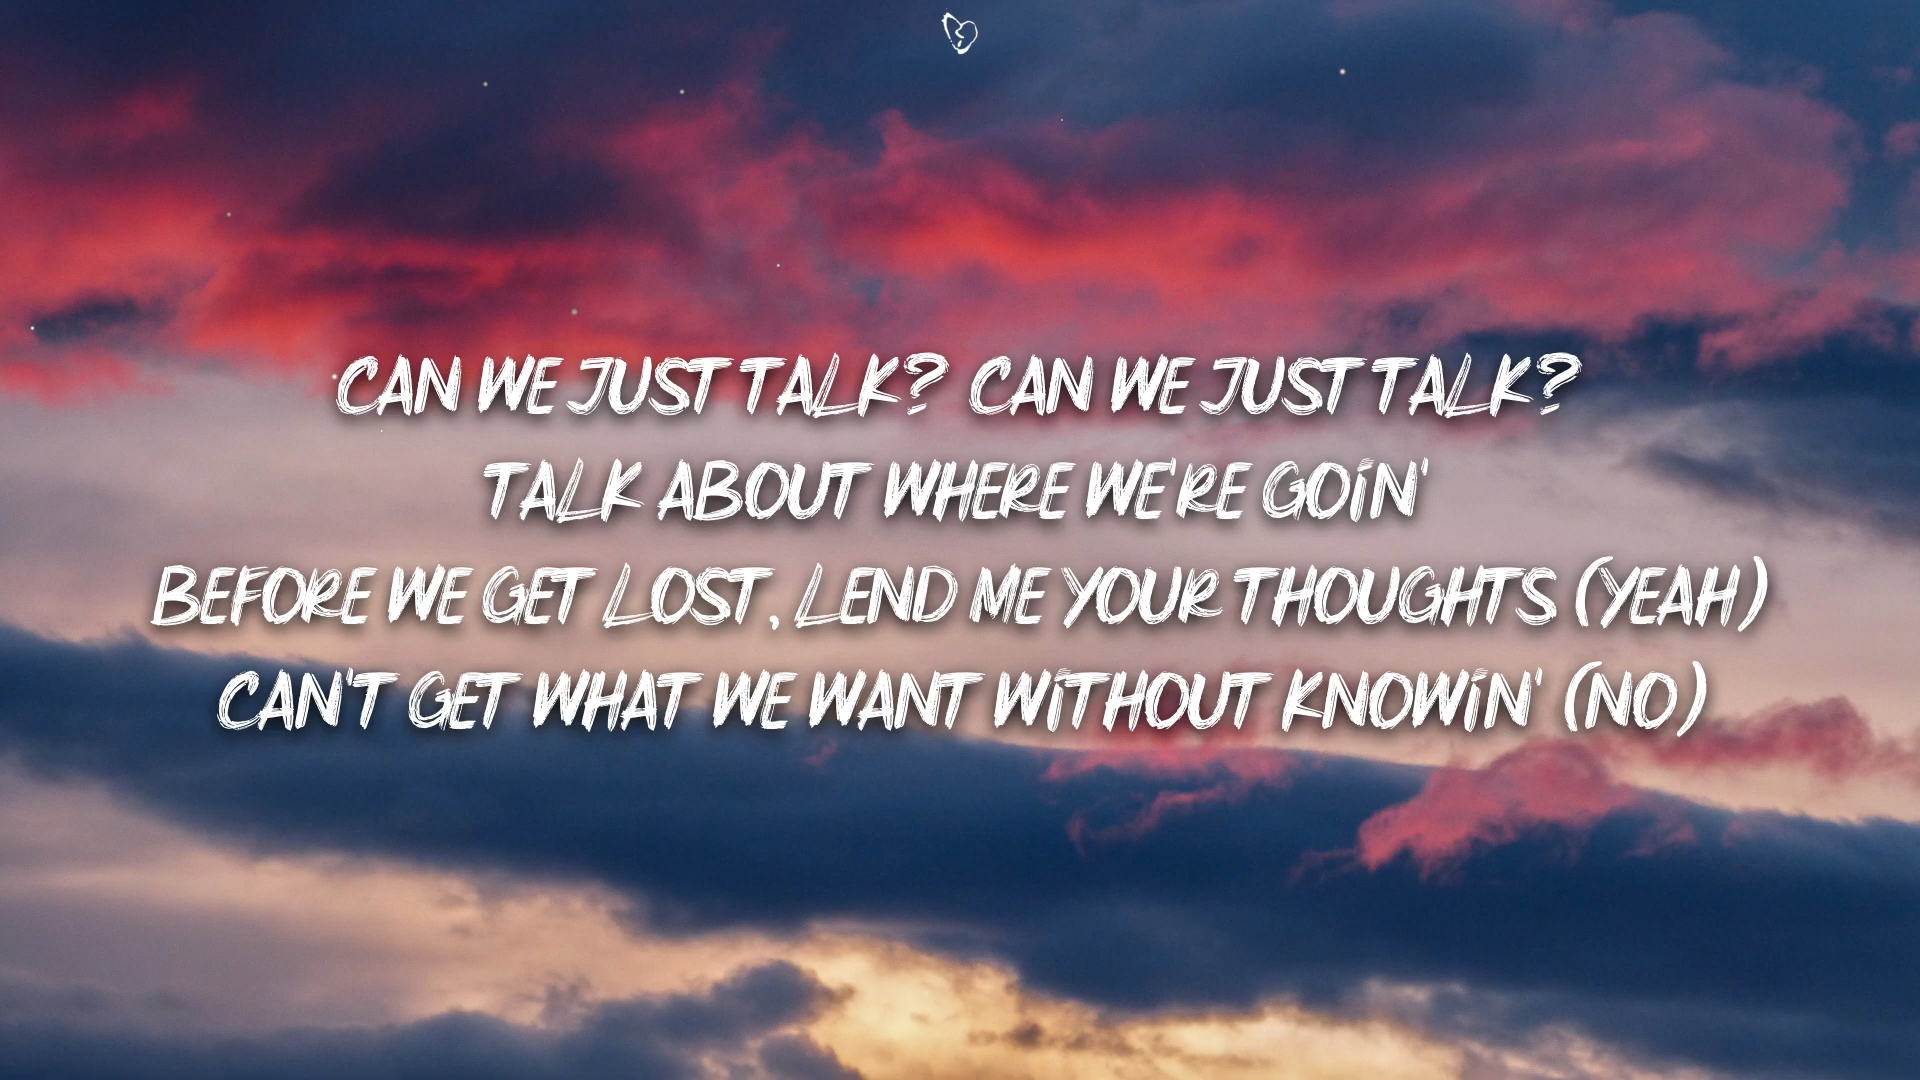 CAN WE JUST TALK? CAN WE JUST TALK?
TALK ABOUT WHERE WE'RE GOIN'
BEFORE WE GET LOST, LEND ME YOUR THOUGHTS (YEAH)
CAN'T GET WHAT WE WANT WITHOUT KNOWIN' (NO)